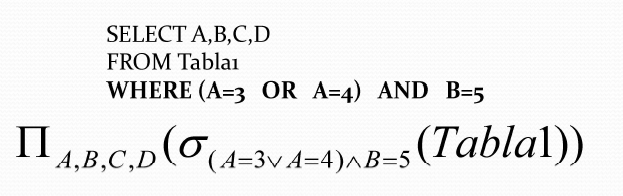 SELECT A,B,C,D
FROM Tabla1
WHERE (A=3 OR A=4) AND B=5
Π A,B,C,D (σ (A=3∨A=4)∧B=5 (Tabla1))